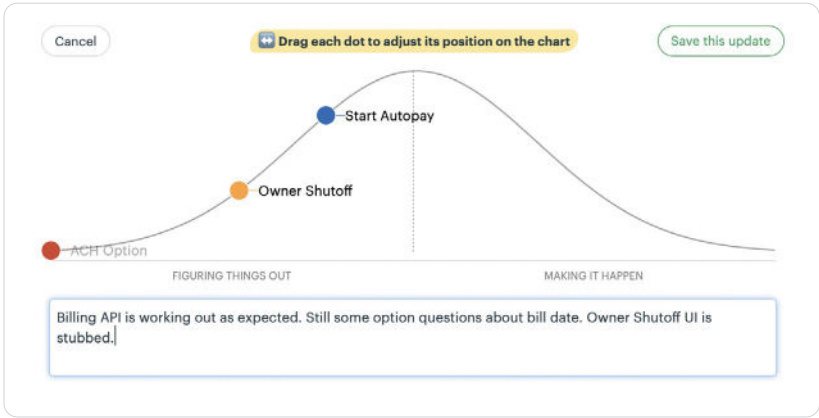 Cancel
Drag each dot to adjust its position on the chart
Save this update
Start Autopay
Owner Shutoff
ACH Option
FIGURING THINGS OUT
MAKING IT HAPPEN
Billing API is working out as expected. Still some option questions about bill date. Owner Shutoff UI is
stubbed.